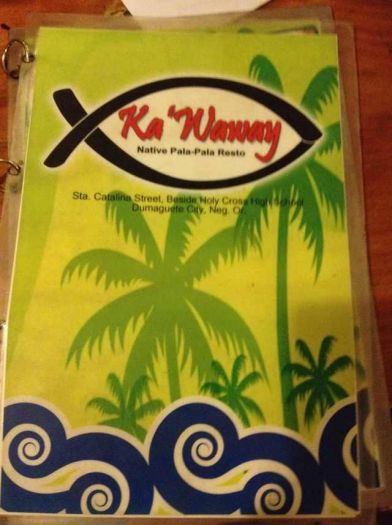 Ka'Waway
Native Pala-Pala Resto
Sta. Catalina Street, Beside Holy Cross High School
Dumaguete City, Neg. Or.